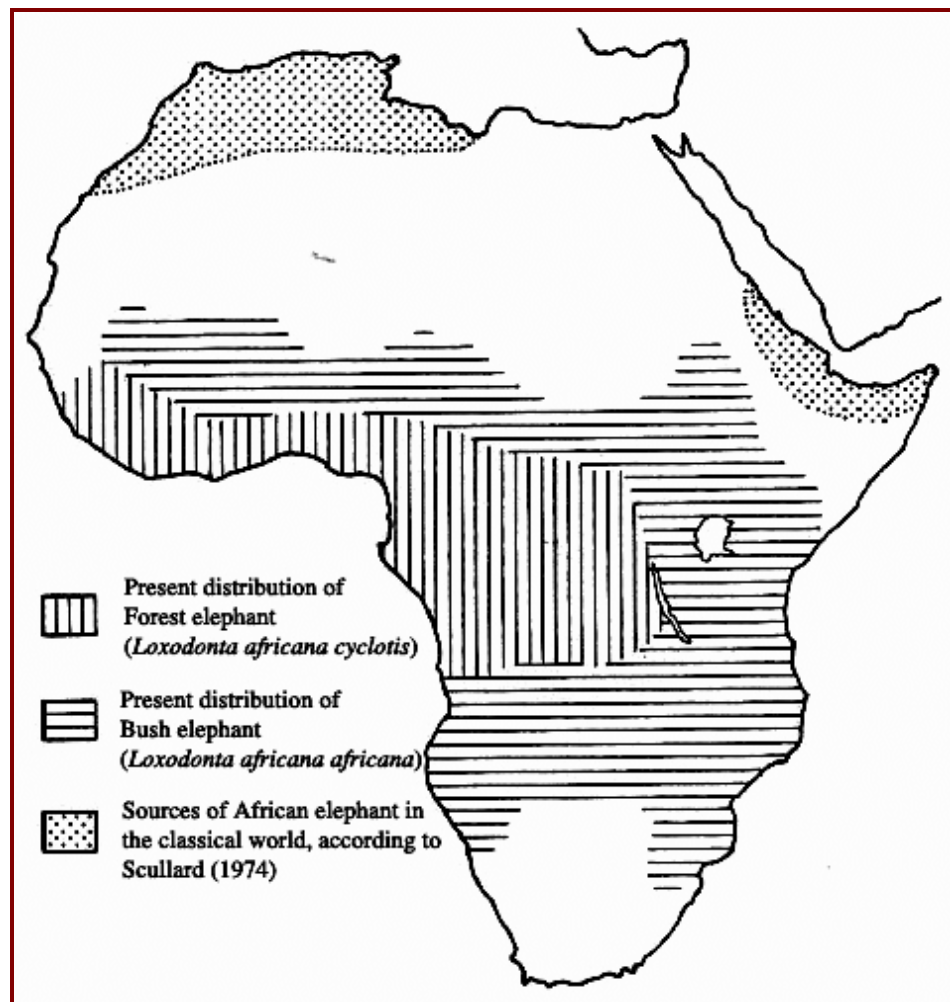 Present distribution of
Forest elephant
(Loxodonta africana cyclotis)
Present distribution of
Bush elephant
(Loxodonta africana africana)
Sources of African elephant in
the classical world, according to
Scullard (1974)